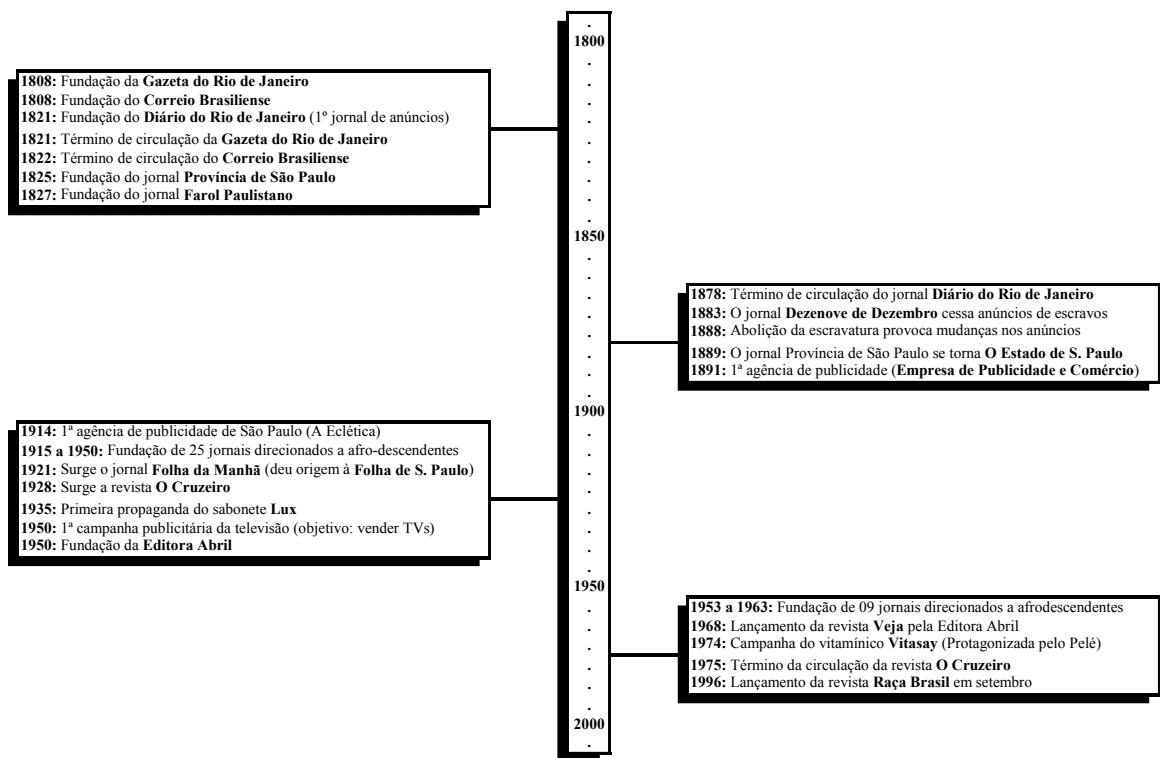 1800
1808: Fundação da Gazeta do Rio de Janeiro
1808: Fundação do Correio Brasiliense
1821: Fundação do Diário do Rio de Janeiro (1º jornal de anúncios)
1821: Término de circulação da Gazeta do Rio de Janeiro
1822: Término de circulação do Correio Brasiliense
1825: Fundação do jornal Província de São Paulo
1827: Fundação do jornal Farol Paulistano
1850
1878: Término de circulação do jornal Diário do Rio de Janeiro
1883: O jornal Dezenove de Dezembro cessa anúncios de escravos
1888: Abolição da escravatura provoca mudanças nos anúncios
1889: O jornal Província de São Paulo se torna O Estado de S. Paulo
1891: 1ª agência de publicidade (Empresa de Publicidade e Comércio)
1900
1914: 1ª agência de publicidade de São Paulo (A Eclética)
1915 a 1950: Fundação de 25 jornais direcionados a afro-descendentes
1921: Surge o jornal Folha da Manhã (deu origem à Folha de S. Paulo)
1928: Surge a revista O Cruzeiro
1935: Primeira propaganda do sabonete Lux
1950: 1ª campanha publicitária da televisão (objetivo: vender TVs)
1950: Fundação da Editora Abril
1950
1953 a 1963: Fundação de 09 jornais direcionados a afrodescendentes
1968: Lançamento da revista Veja pela Editora Abril
1974: Campanha do vitamínico Vitasay (Protagonizada pelo Pelé)
1975: Término da circulação da revista O Cruzeiro
1996: Lançamento da revista Raça Brasil em setembro
2000